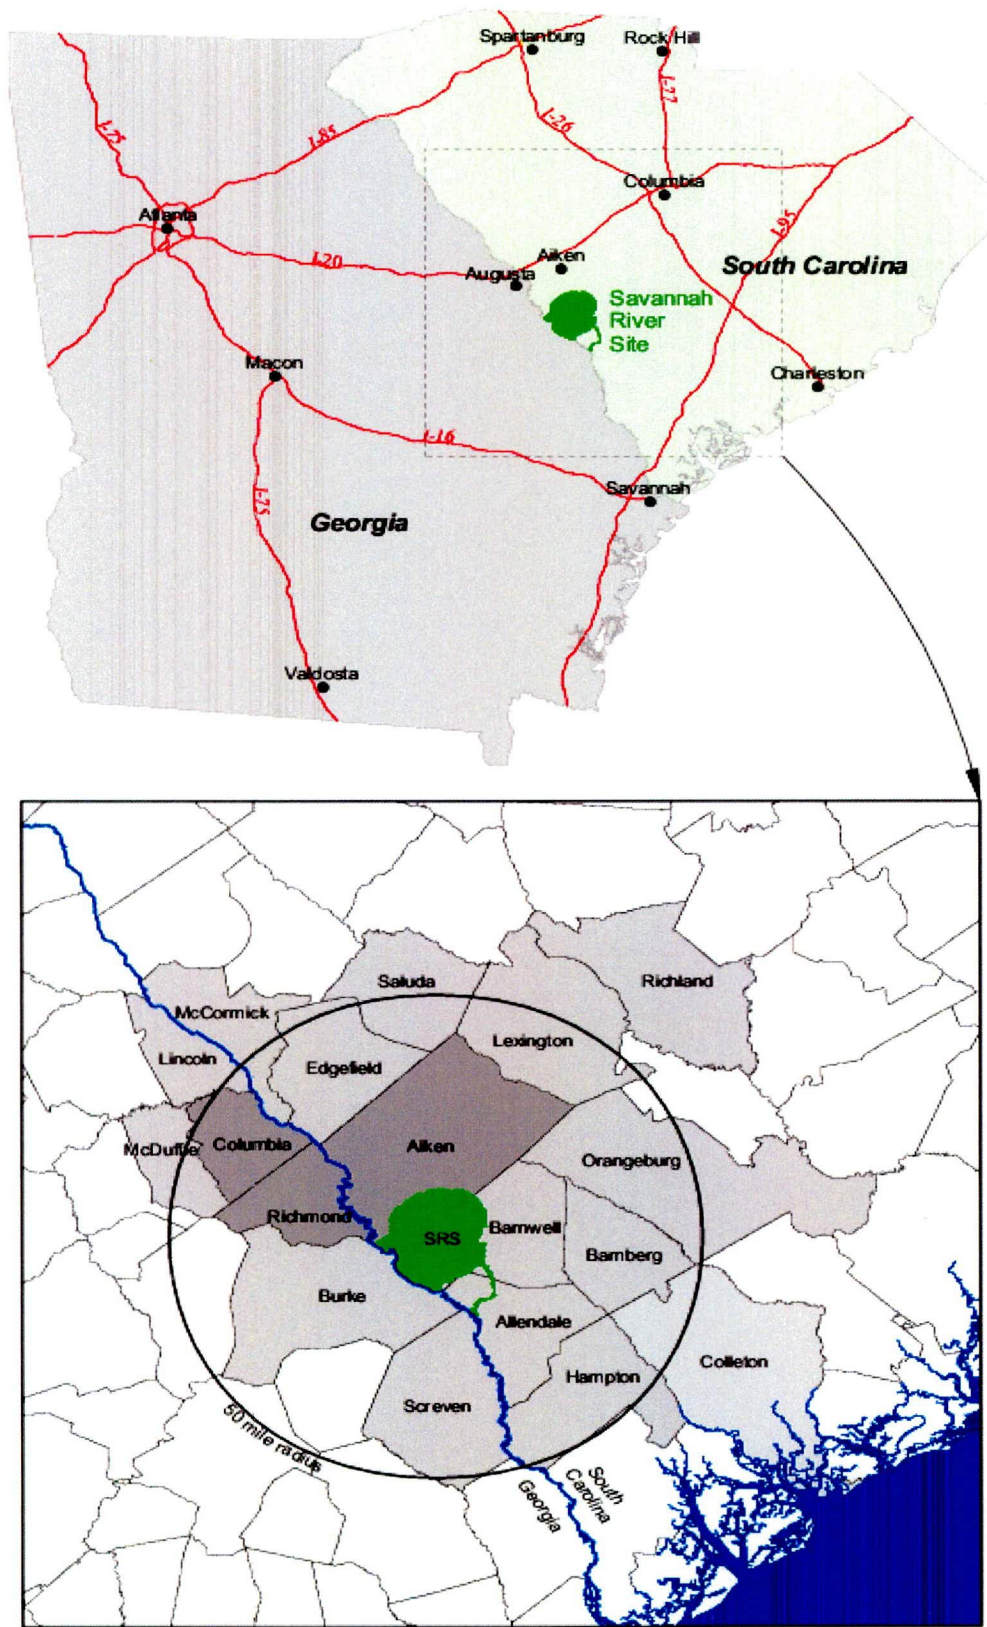 Spartanburg
Rock Hill
I-75
I-85
I-26
I-77
Atlanta
Columbia
I-95
I-20
Augusta
Aiken
South Carolina
Savannah
River
Site
Macon
Charleston
I-16
I-75
Savannah
Georgia
Valdosta
Saluda
Richland
McCormick
Lincoln
Edgefield
Lexington
McDuffie
Columbia
Aiken
Orangeburg
Richmond
SRS
Barnwell
Bamberg
Burke
Allendale
Colleton
Hampton
Screven
50 mile radius
South
Carolina
Georgia